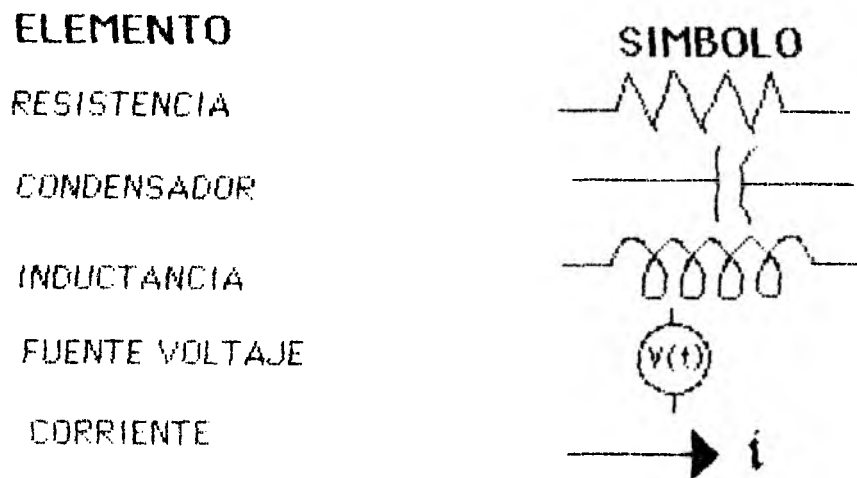 ELEMENTO
SIMBOLO
RESISTENCIA
CONDENSADOR
INDUCTANCIA
FUENTE VOLTAJE
V(t)
CORRIENTE
i